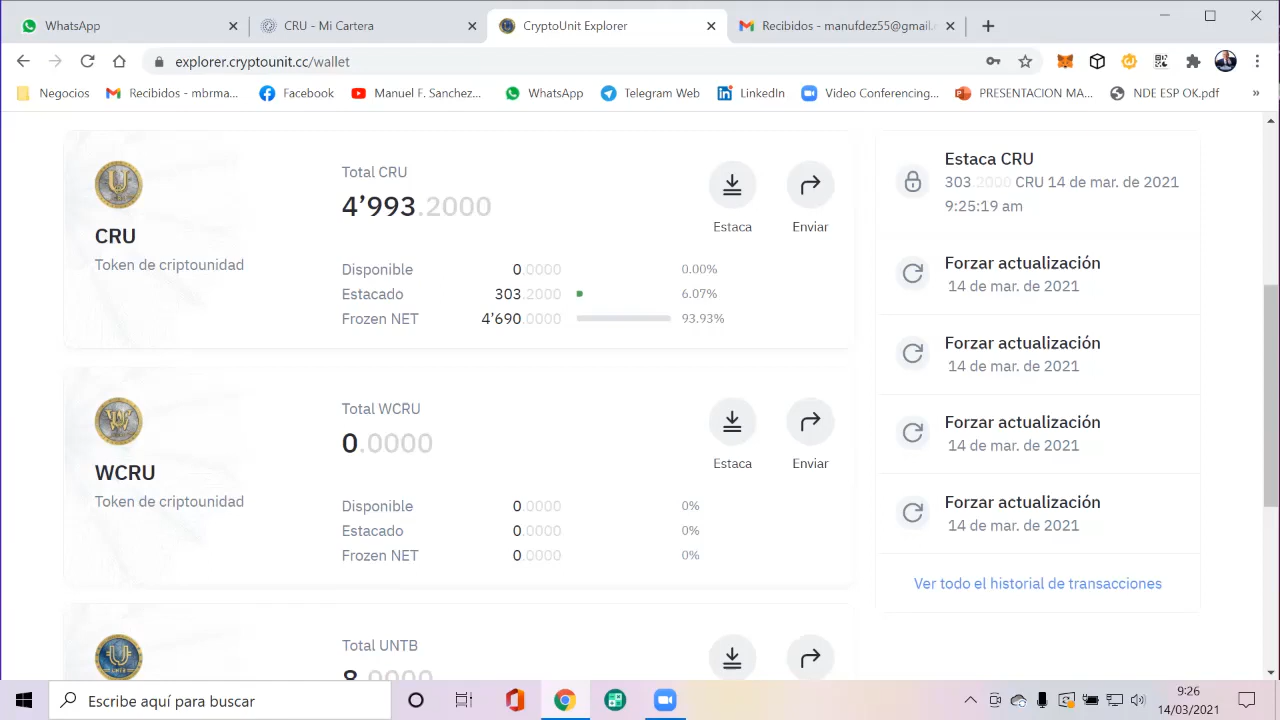 WhatsApp
CRU - Mi Cartera
CryptoUnit Explorer
Recibidos - manufdez55@gmail.
explorer.cryptounit.cc/wallet
Negocios
Recibidos - mbrma...
Facebook
Manuel F. Sanchez...
WhatsApp
Telegram Web
LinkedIn
Video Conferencing...
PRESENTACION MA...
NDE ESP OK.pdf
»
CRU
Token de criptounidad
Total CRU
4’993.2000
Estaca
Enviar
Disponible 0.0000 0.00%
Estacado 303.2000 6.07%
Frozen NET 4’690.0000 93.93%
WCRU
Token de criptounidad
Total WCRU
0.0000
Estaca
Enviar
Disponible 0.0000 0%
Estacado 0.0000 0%
Frozen NET 0.0000 0%
Total UNTB
8.0000
Estaca CRU
303.2000 CRU 14 de mar. de 2021
9:25:19 am
Forzar actualización
14 de mar. de 2021
Forzar actualización
14 de mar. de 2021
Forzar actualización
14 de mar. de 2021
Forzar actualización
14 de mar. de 2021
Ver todo el historial de transacciones
Escribe aquí para buscar
9:26
14/03/2021